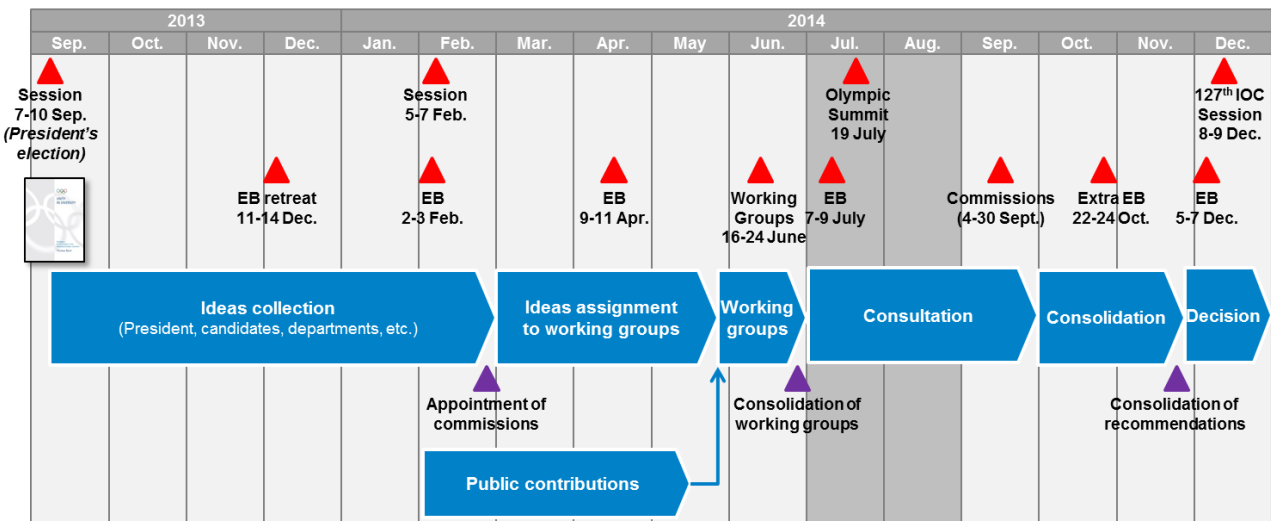 2013
2014
Sep.
Oct.
Nov.
Dec.
Jan.
Feb.
Mar.
Apr.
May
Jun.
Jul.
Aug.
Sep.
Oct.
Nov.
Dec.
Session
7-10 Sep.
(President's
election)
Session
5-7 Feb.
Olympic
Summit
19 July
127th IOC
Session
8-9 Dec.
EB retreat
11-14 Dec.
EB
2-3 Feb.
EB
9-11 Apr.
Working
Groups
16-24 June
EB
7-9 July
Commissions
(4-30 Sept.)
Extra EB
22-24 Oct.
EB
5-7 Dec.
Ideas collection
(President, candidates, departments, etc.)
Ideas assignment
to working groups
Working
groups
Consultation
Consolidation
Decision
Appointment of
commissions
Consolidation of
working groups
Consolidation of
recommendations
Public contributions